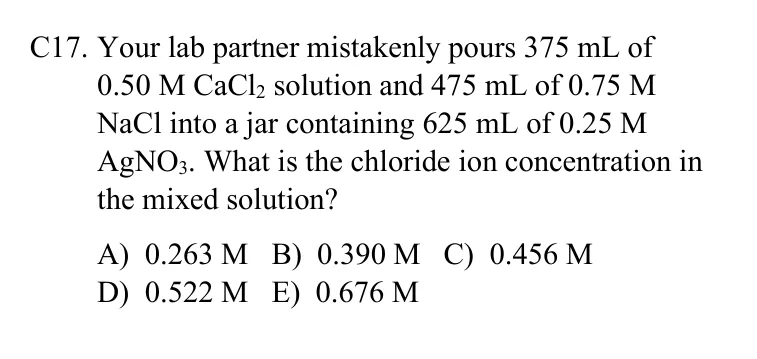 C17. Your lab partner mistakenly pours 375 mL of
0.50 M CaCl₂ solution and 475 mL of 0.75 M
NaCl into a jar containing 625 mL of 0.25 M
AgNO₃. What is the chloride ion concentration in
the mixed solution?
A) 0.263 M B) 0.390 M C) 0.456 M
D) 0.522 M E) 0.676 M